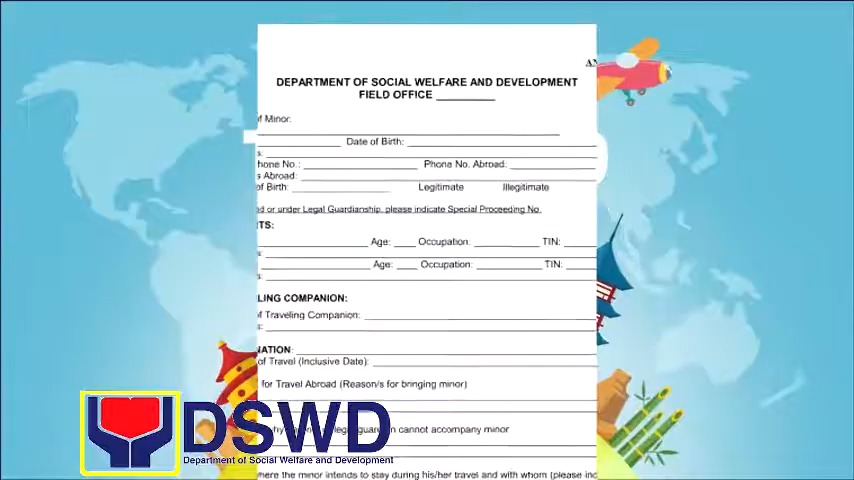 DEPARTMENT OF SOCIAL WELFARE AND DEVELOPMENT
FIELD OFFICE
of Minor:
Date of Birth:
s:
hone No.: Phone No. Abroad:
s Abroad:
of Birth: Legitimate Illegitimate
or under Legal Guardianship, please indicate Special Proceeding No.
TS:
Age: Occupation: TIN:
s:
Age: Occupation: TIN:
s:
LING COMPANION:
of Traveling Companion:
s:
NATION:
of Travel (Inclusive Date):
for Travel Abroad (Reason/s for bringing minor)
cannot accompany minor
DSWD
Department of Social Welfare and Development
here the minor intends to stay during his/her travel and with whom (please inc